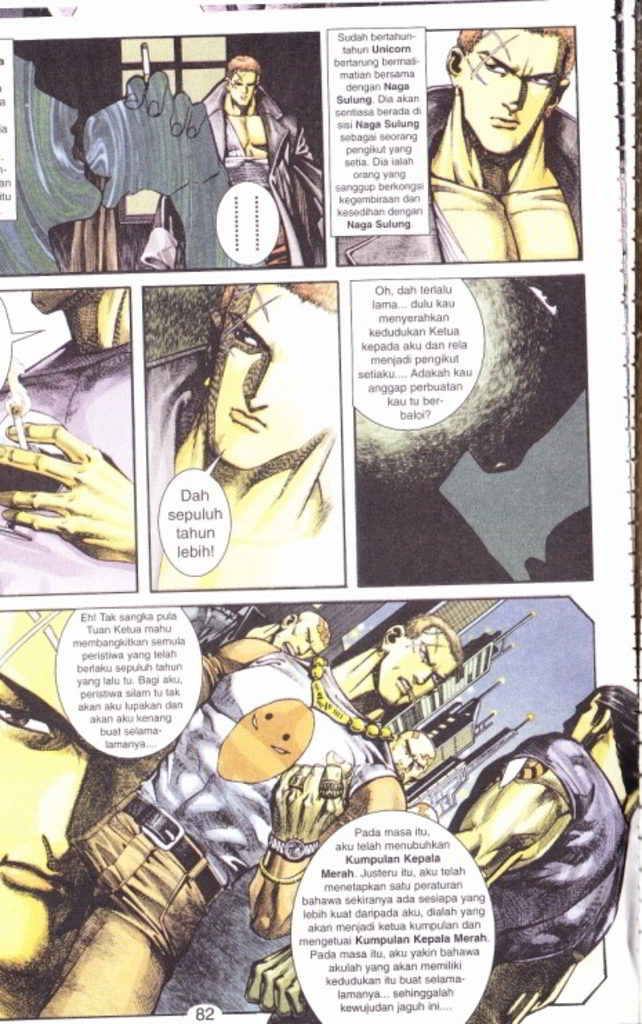 Sudah bertahun-
tahun Unicorn
bertarung bermati-
matian bersama
dengan Naga
Sulung. Dia akan
sentiasa berada di
sisi Naga Sulung
sebagai seorang
pengikut yang
setia. Dia ialah
orang yang
sanggup berkongsi
kegembiraan dan
kesedihan dengan
Naga Sulung.
Dah
sepuluh
tahun
lebih!
Oh, dah terlalu
lama... dulu kau
menyerahkan
kedudukan Ketua
kepada aku dan rela
menjadi pengikut
setiaku.... Adakah kau
anggap perbuatan
kau tu ber-
baloi?
Eh! Tak sangka pula
Tuan Ketua mahu
membangkitkan semula
peristiwa yang telah
berlaku sepuluh tahun
yang lalu tu. Bagi aku,
peristiwa silam tu tak
akan aku lupakan dan
akan aku kenang
buat selama-
lamanya....
Pada masa itu,
aku telah menubuhkan
Kumpulan Kepala
Merah. Justeru itu, aku telah
menetapkan satu peraturan
bahawa sekiranya ada sesiapa yang
lebih kuat daripada aku, dialah yang
akan menjadi ketua kumpulan dan
mengetuai Kumpulan Kepala Merah.
Pada masa itu, aku yakin bahawa
akulah yang akan memiliki
kedudukan itu buat selama-
lamanya... sehinggalah
kewujudan jaguh ini....
82